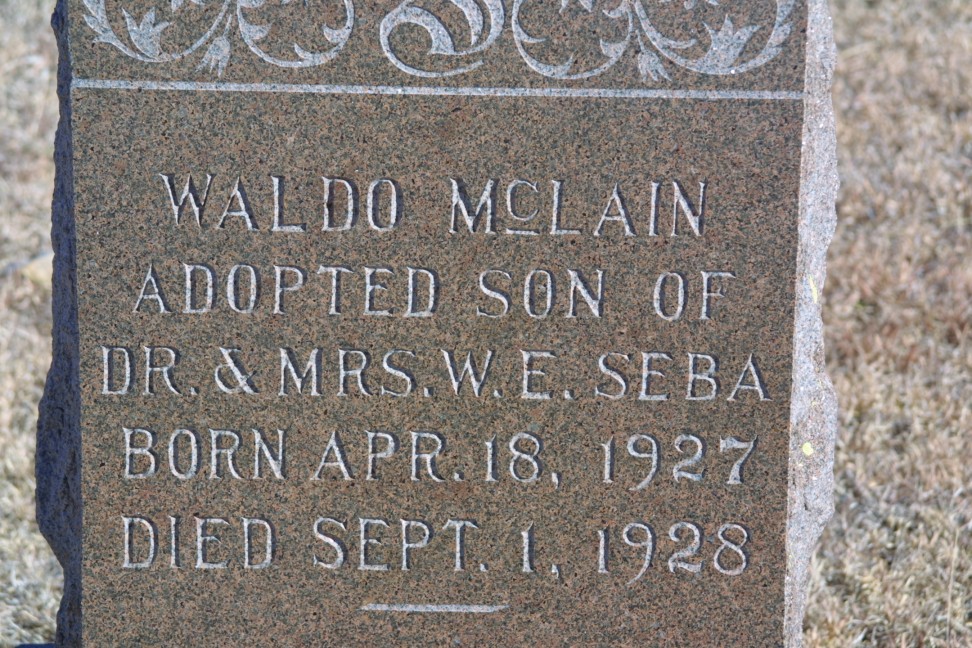 WALDO McLAIN
ADOPTED SON OF
DR. & MRS. W. E. SEBA
BORN APR. 18, 1927
DIED SEPT. 1, 1928